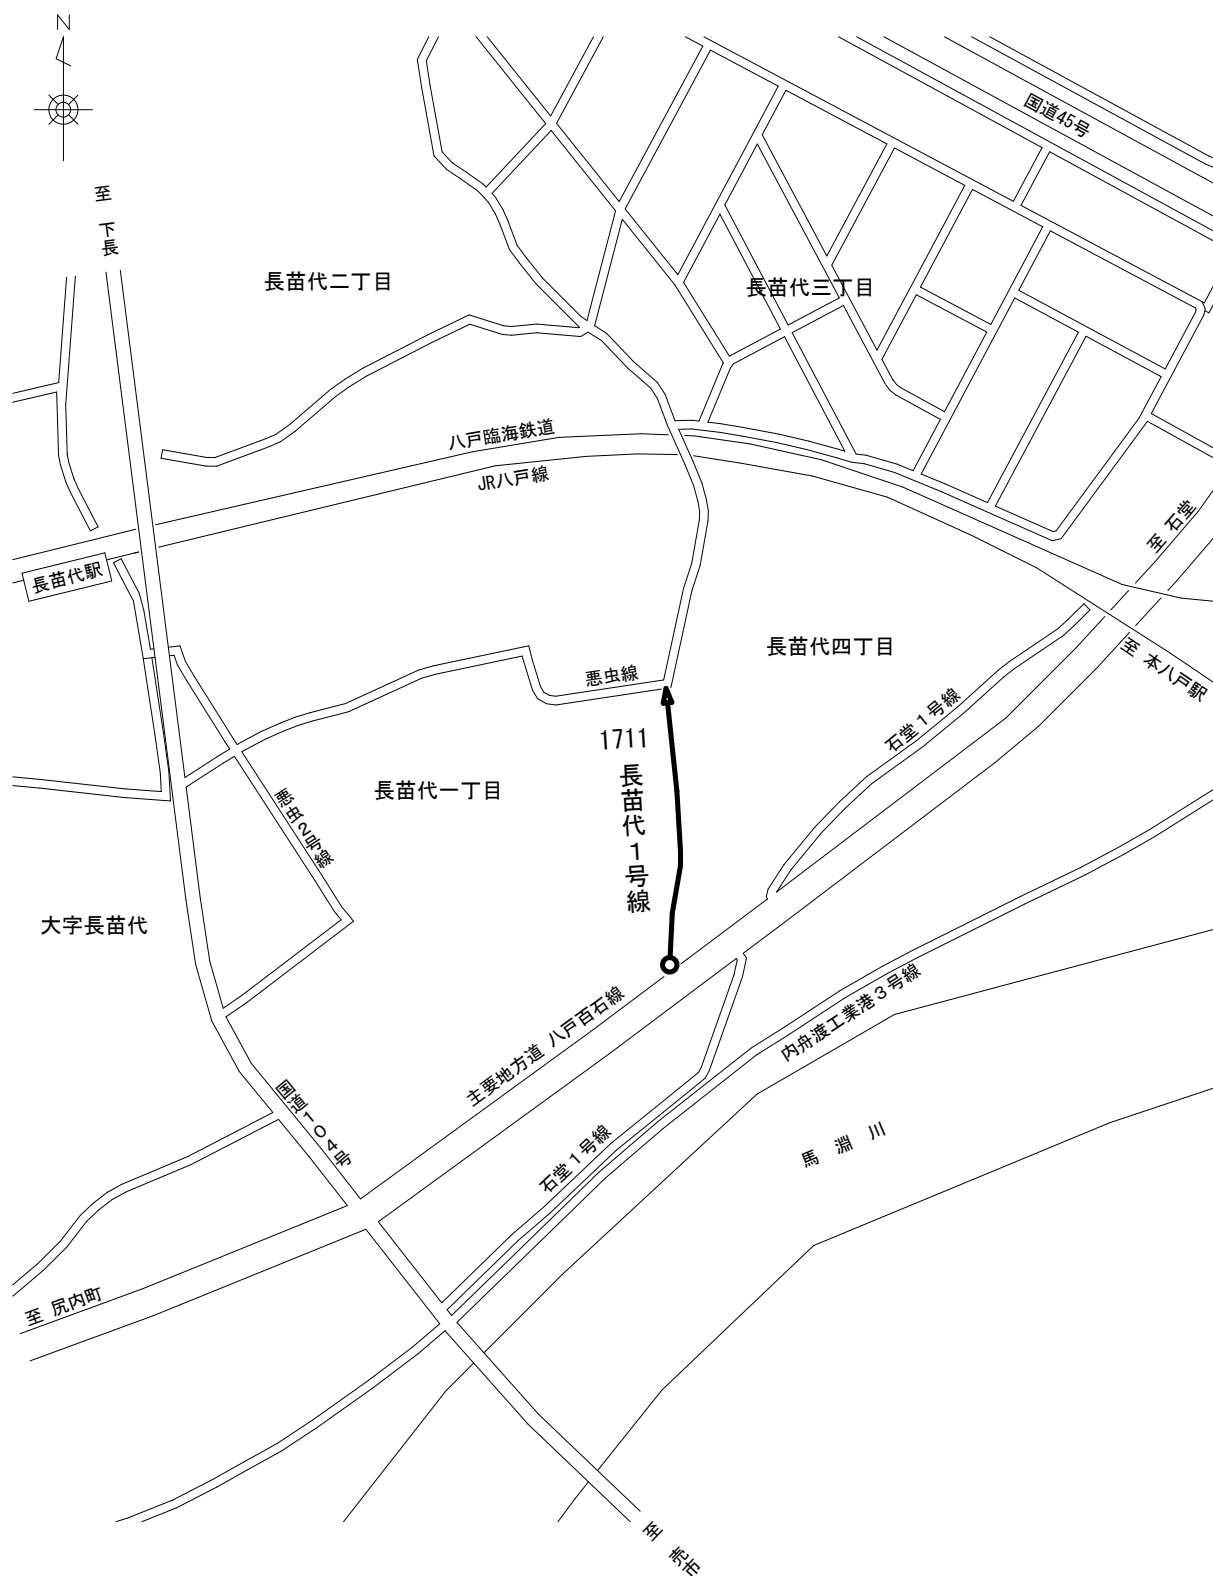 N
国道45号
至 下長
長苗代二丁目
長苗代三丁目
八戸臨海鉄道
JR八戸線
至 石堂
長苗代駅
長苗代四丁目
至 本八戸駅
悪虫線
石堂1号線
1711
長苗代1号線
長苗代一丁目
悪虫2号線
大字長苗代
主要地方道 八戸百石線
内舟渡工業港3号線
国道104号
石堂1号線
馬淵川
至 尻内町
至 売市